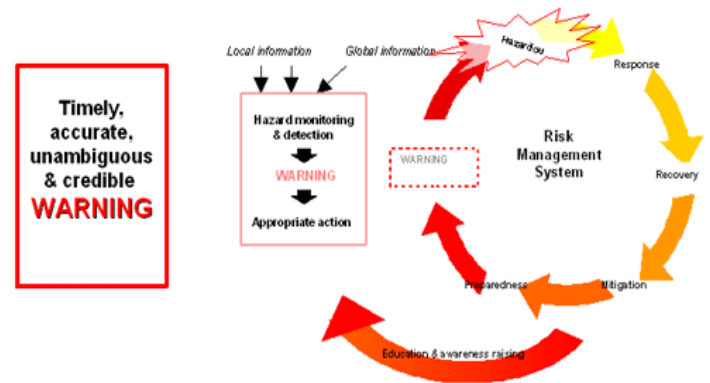 Timely,
accurate,
unambiguous
& credible
WARNING
Local information
Global information
Hazard monitoring
& detection
WARNING
Appropriate action
WARNING
Hazardou
Response
Risk
Management
System
Recovery
Mitigation
Preparedness
Education & awareness raising